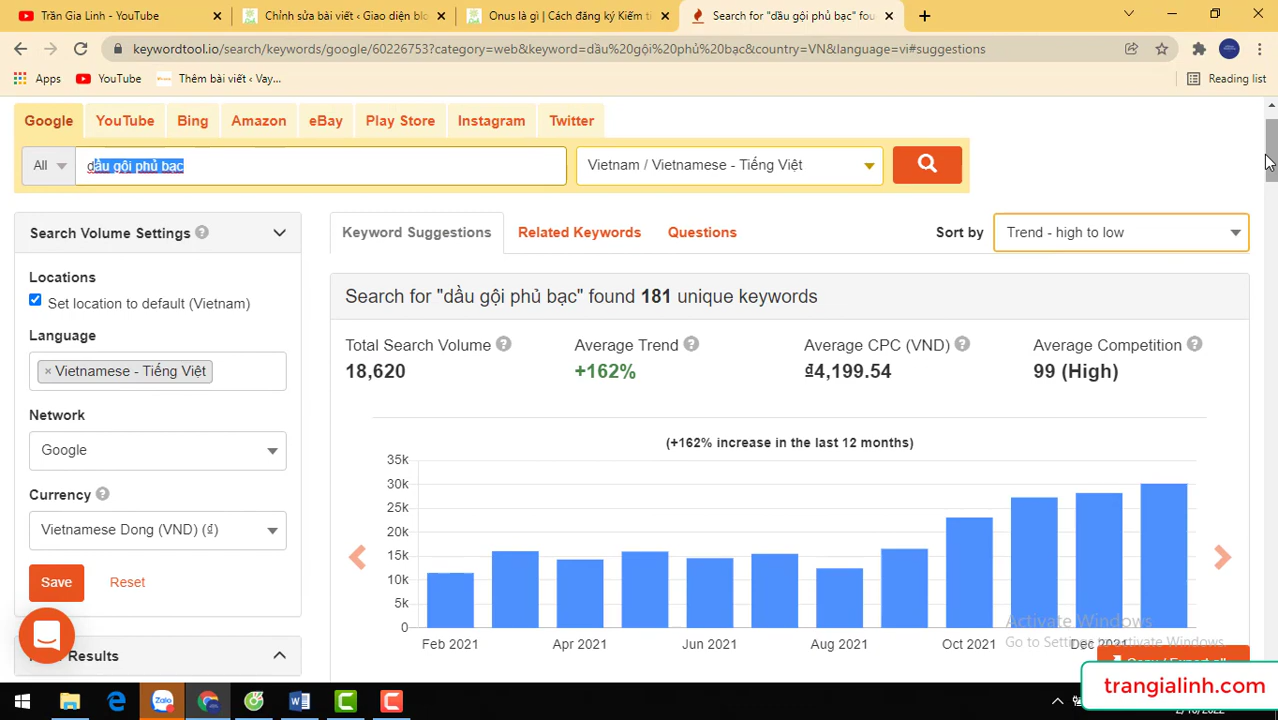 Trần Gia Linh - YouTube
Chỉnh sửa bài viết ‹ Giao diện blo
Onus là gì | Cách đăng ký Kiếm ti
Search for "dầu gội phủ bạc" foun
keywordtool.io/search/keywords/google/60226753?category=web&keyword=dầu%20gội%20phủ%20bạc&country=VN&language=vi#suggestions
Apps
YouTube
Thêm bài viết ‹ Vay...
Reading list
Google
YouTube
Bing
Amazon
eBay
Play Store
Instagram
Twitter
All
dầu gội phủ bạc
Vietnam / Vietnamese - Tiếng Việt
Search Volume Settings
Keyword Suggestions
Related Keywords
Questions
Sort by
Trend - high to low
Locations
Set location to default (Vietnam)
Language
× Vietnamese - Tiếng Việt
Network
Google
Currency
Vietnamese Dong (VND) (₫)
Save
Reset
Results
Search for "dầu gội phủ bạc" found 181 unique keywords
Total Search Volume
Average Trend
Average CPC (VND)
Average Competition
18,620
+162%
₫4,199.54
99 (High)
(+162% increase in the last 12 months)
35k
30k
25k
20k
15k
10k
5k
0
Feb 2021
Apr 2021
Jun 2021
Aug 2021
Oct 2021
Dec 2021
Activate Windows
Go to Settings to activate Windows.
Copy / Export all
Zalo
trangialinh.com